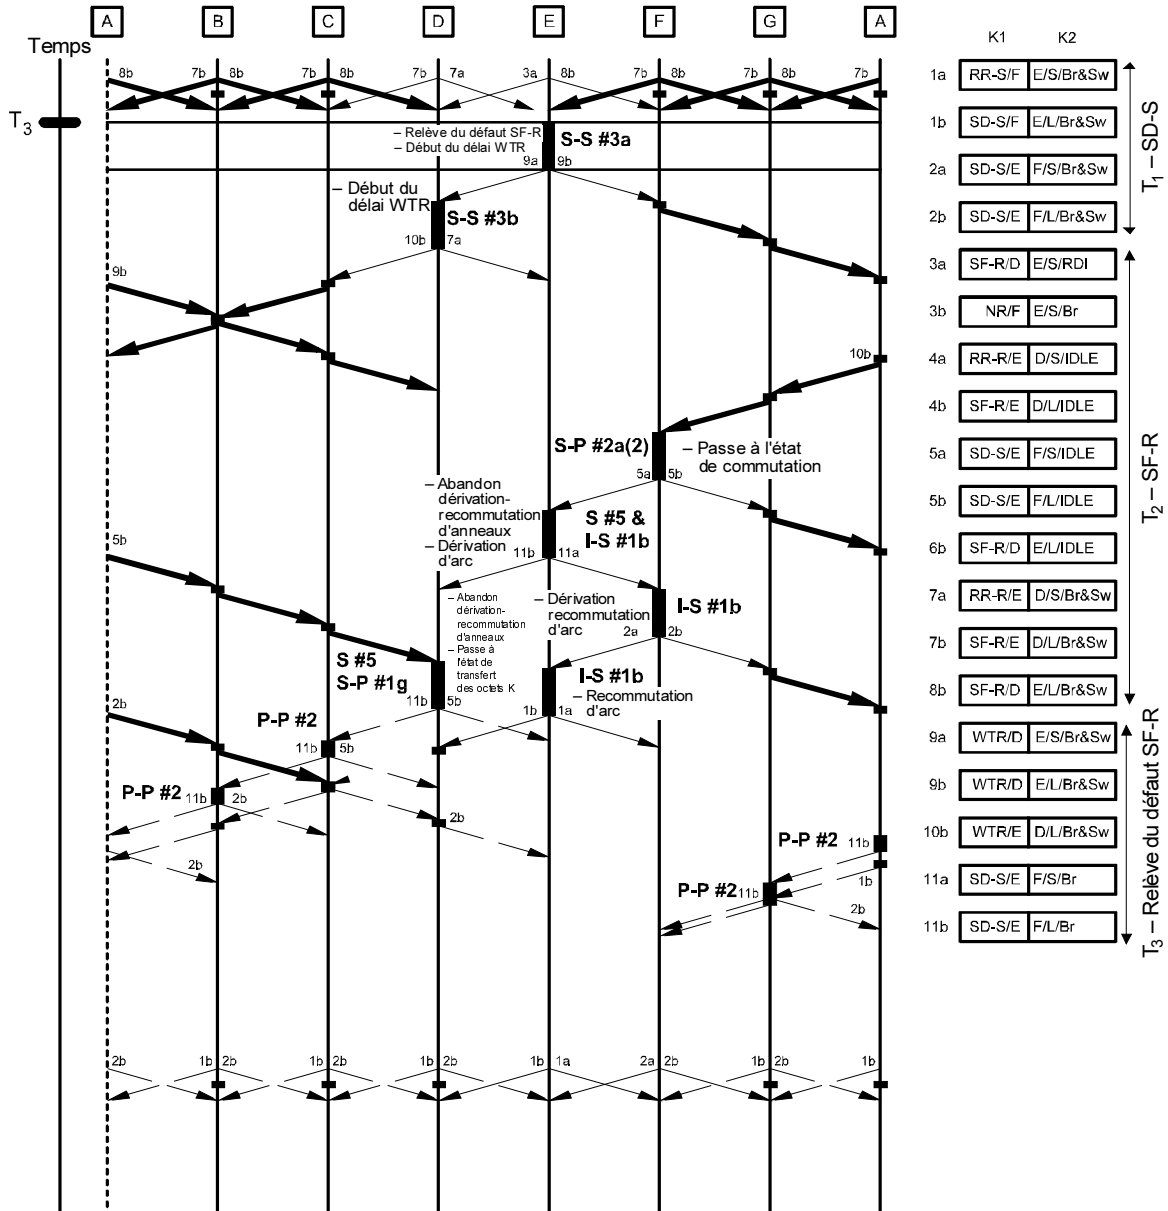 A B C D E F G A
Temps
K1 K2
8b 7b 8b 7b 8b 7b 7a 3a 8b 7b 8b 7b 8b 7b
1a RR-S/F E/S/Br&Sw
T3
1b SD-S/F E/L/Br&Sw
– Relève du défaut SF-R
– Début du délai WTR
S-S #3a
9a 9b
2a SD-S/E F/S/Br&Sw
– Début du
délai WTR
S-S #3b
10b 7a
2b SD-S/E F/L/Br&Sw
T1 – SD-S
9b
3a SF-R/D E/S/RDI
3b NR/F E/S/Br
10b
4a RR-R/E D/S/IDLE
4b SF-R/E D/L/IDLE
S-P #2a(2)
– Passe à l'état
de commutation
5a 5b
5a SD-S/E F/S/IDLE
– Abandon
dérivation-
recommutation
d'anneaux
– Dérivation
d'arc
S #5 &
I-S #1b
11b 11a
5b SD-S/E F/L/IDLE
5b
6b SF-R/D E/L/IDLE
T2 – SF-R
– Abandon
dérivation-
recommutation
d'anneaux
– Passe à
l'état de
transfert
des octets K
– Dérivation
recommutation
d'arc
I-S #1b
2a 2b
7a RR-R/E D/S/Br&Sw
7b SF-R/E D/L/Br&Sw
S #5
S-P #1g
11b 5b
I-S #1b
– Recommutation
d'arc
1b 1a
8b SF-R/D E/L/Br&Sw
2b
P-P #2
11b 5b
9a WTR/D E/S/Br&Sw
P-P #2
11b 2b
9b WTR/D E/L/Br&Sw
2b
10b WTR/E D/L/Br&Sw
P-P #2
11b
2b
P-P #2
11b
1b
2b
11a SD-S/E F/S/Br
11b SD-S/E F/L/Br
T3 – Relève du défaut SF-R
2b 1b 2b 1b 2b 1b 2b 1b 1a 2a 2b 1b 2b 1b